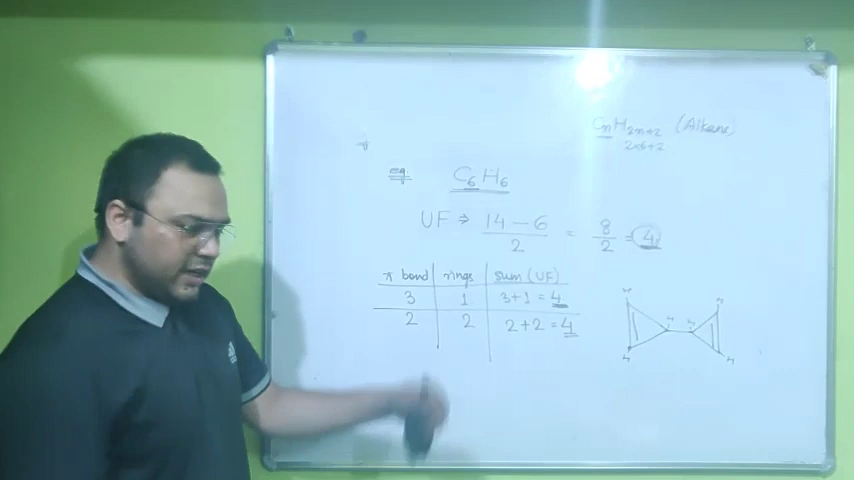 CnH2n+2 (Alkane)
2×6+2
eg. C6H6
UF ⇒ 14-6/2 = 8/2 = 4
π bond rings sum (UF)
3 1 3+1 = 4
2 2 2+2 = 4
H H
H H
H H